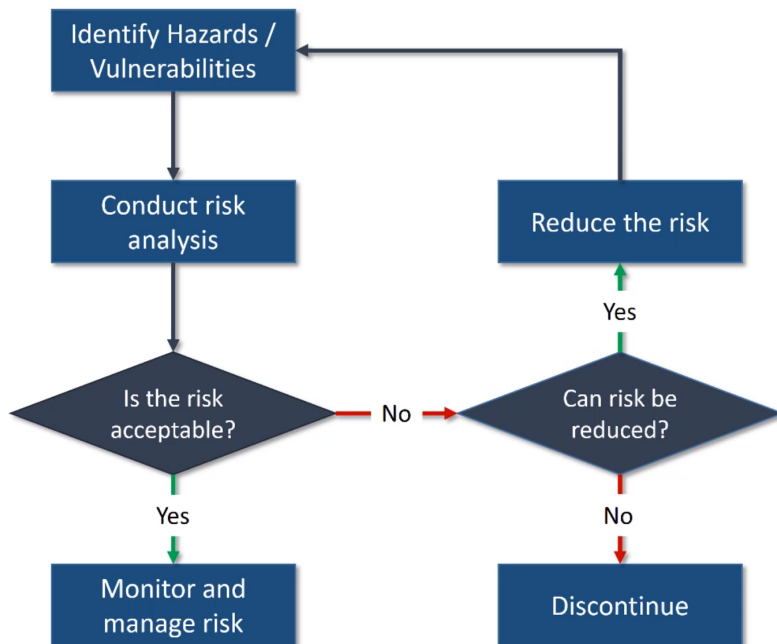 Identify Hazards /
Vulnerabilities
Conduct risk
analysis
Reduce the risk
Yes
Is the risk
acceptable?
No
Can risk be
reduced?
Yes
No
Monitor and
manage risk
Discontinue